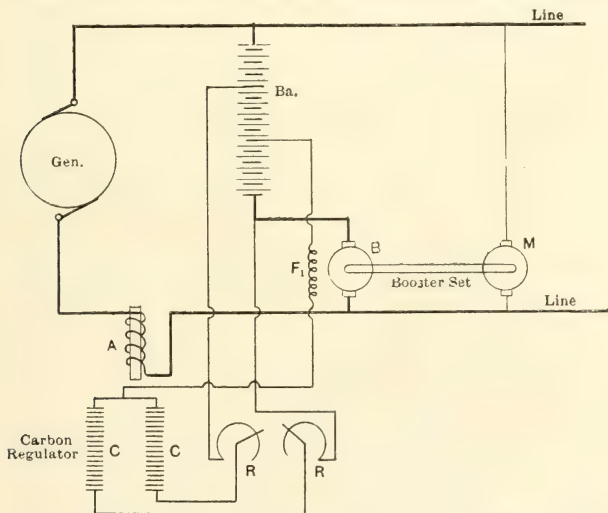 Line
Ba.
Gen.
B
M
F1
Booster Set
Line
A
Carbon
Regulator
C
C
R
R